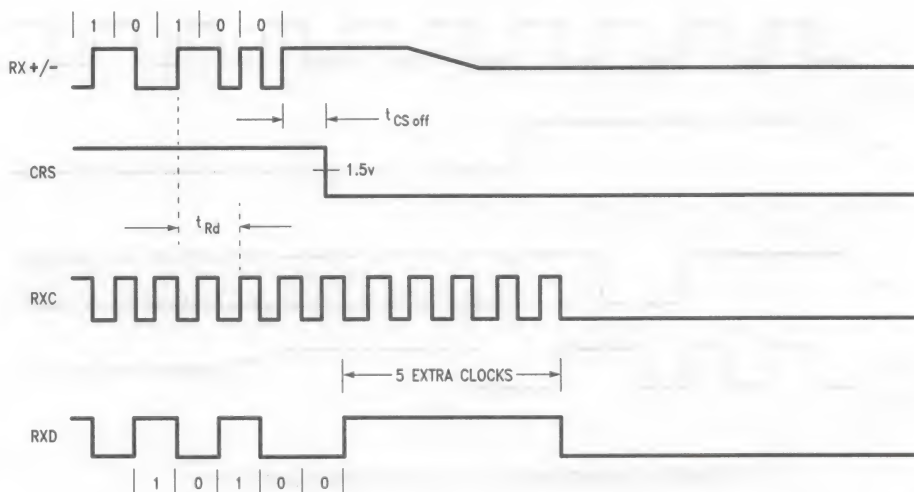 1 0 1 0 0
RX +/-
t CS off
CRS
1.5v
t Rd
RXC
5 EXTRA CLOCKS
RXD
1 0 1 0 0